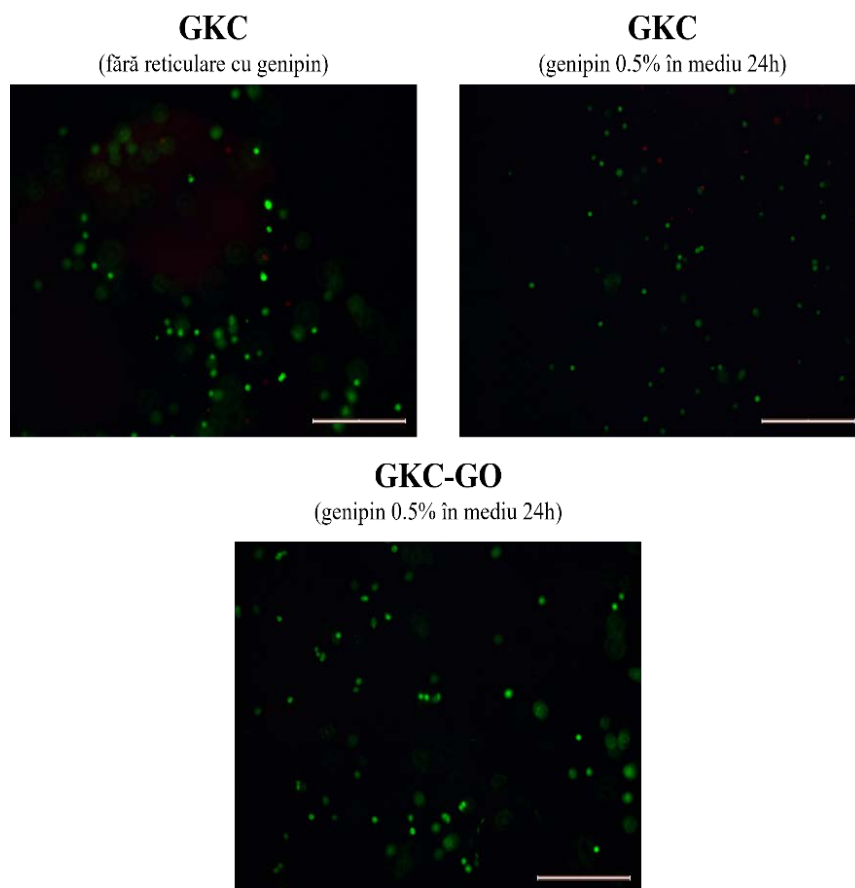 GKC
(fără reticulare cu genipin)
GKC
(genipin 0.5% în mediu 24h)
GKC-GO
(genipin 0.5% în mediu 24h)